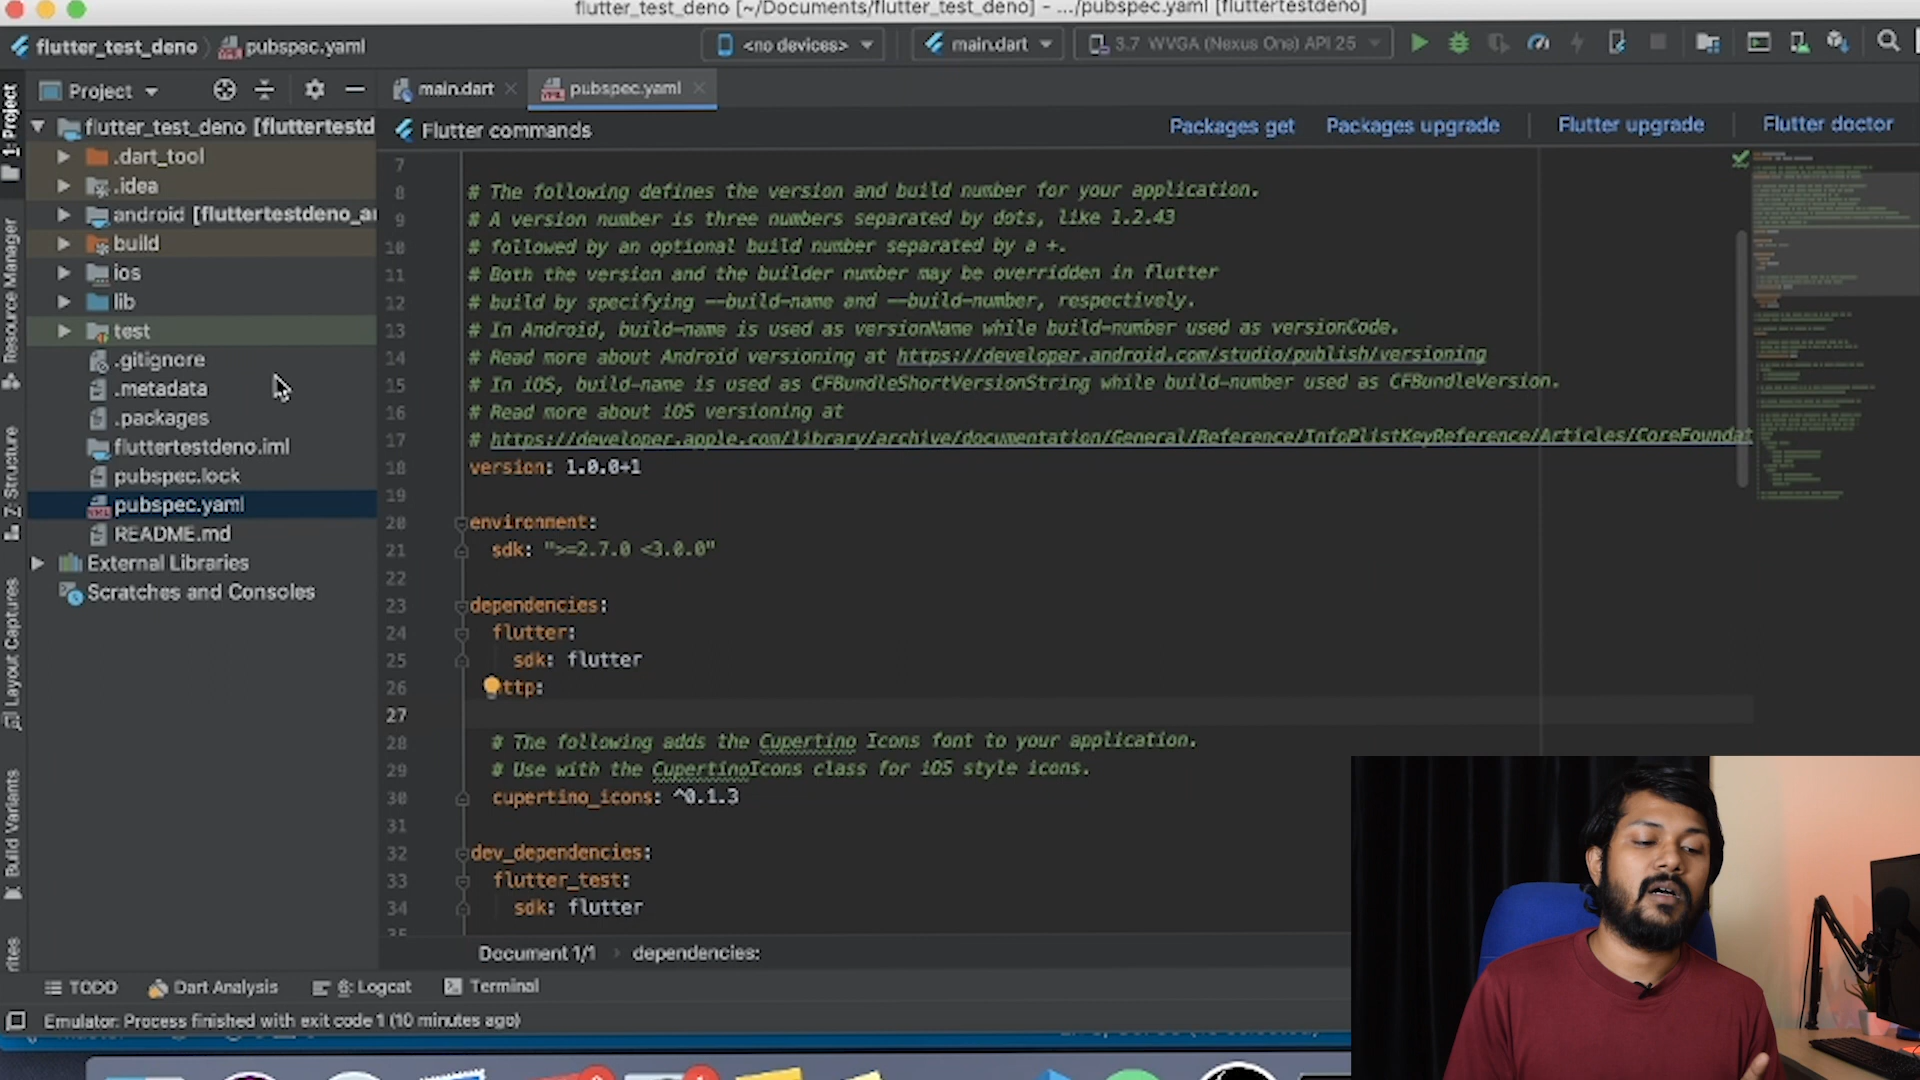 flutter_test_deno [~/Documents/flutter_test_deno] - .../pubspec.yaml [fluttertestdeno]
flutter_test_deno pubspec.yaml
<no devices>
main.dart
3.7 WVGA (Nexus One) API 25
Project
main.dart
pubspec.yaml
Flutter commands
Packages get
Packages upgrade
Flutter upgrade
Flutter doctor
1: Project
Resource Manager
Z: Structure
Layout Captures
Build Variants
flutter_test_deno [fluttertestd
.dart_tool
.idea
android [fluttertestdeno_a
build
ios
lib
test
.gitignore
.metadata
.packages
fluttertestdeno.iml
pubspec.lock
pubspec.yaml
README.md
External Libraries
Scratches and Consoles
7
8 # The following defines the version and build number for your application.
9 # A version number is three numbers separated by dots, like 1.2.43
10 # followed by an optional build number separated by a +.
11 # Both the version and the builder number may be overridden in flutter
12 # build by specifying --build-name and --build-number, respectively.
13 # In Android, build-name is used as versionName while build-number used as versionCode.
14 # Read more about Android versioning at https://developer.android.com/studio/publish/versioning
15 # In iOS, build-name is used as CFBundleShortVersionString while build-number used as CFBundleVersion.
16 # Read more about iOS versioning at
17 # https://developer.apple.com/library/archive/documentation/General/Reference/InfoPlistKeyReference/Articles/CoreFoundat
18 version: 1.0.0+1
19
20 environment:
21 sdk: ">=2.7.0 <3.0.0"
22
23 dependencies:
24 flutter:
25 sdk: flutter
26 ttp:
27
28 # The following adds the Cupertino Icons font to your application.
29 # Use with the CupertinoIcons class for iOS style icons.
30 cupertino_icons: ^0.1.3
31
32 dev_dependencies:
33 flutter_test:
34 sdk: flutter
35
Document 1/1 dependencies:
TODO
Dart Analysis
6: Logcat
Terminal
Emulator: Process finished with exit code 1 (10 minutes ago)